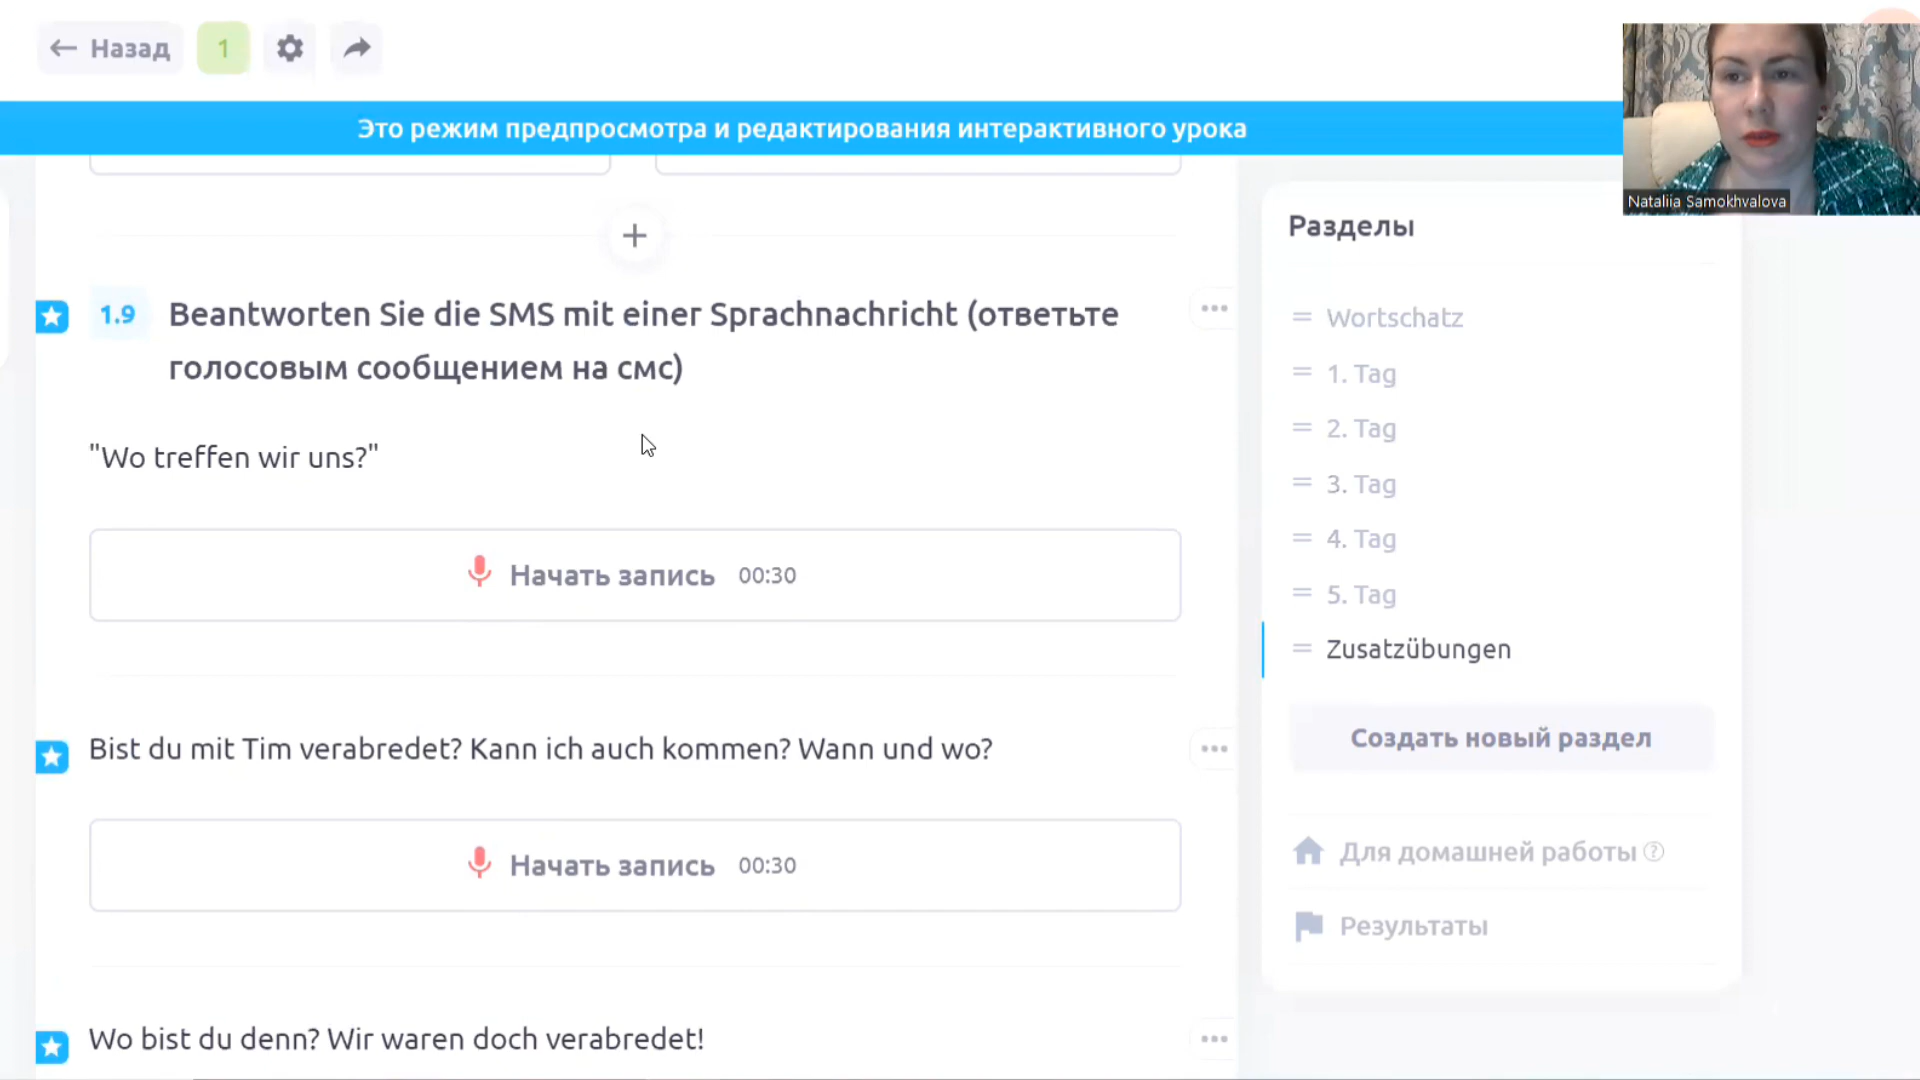 Назад
1
Это режим предпросмотра и редактирования интерактивного урока
Nataliia Samokhvalova
Разделы
1.9
Beantworten Sie die SMS mit einer Sprachnachricht (ответьте
голосовым сообщением на смс)
"Wo treffen wir uns?"
Начать запись 00:30
Bist du mit Tim verabredet? Kann ich auch kommen? Wann und wo?
Начать запись 00:30
Wo bist du denn? Wir waren doch verabredet!
Wortschatz
1. Tag
2. Tag
3. Tag
4. Tag
5. Tag
Zusatzübungen
Создать новый раздел
Для домашней работы ?
Результаты